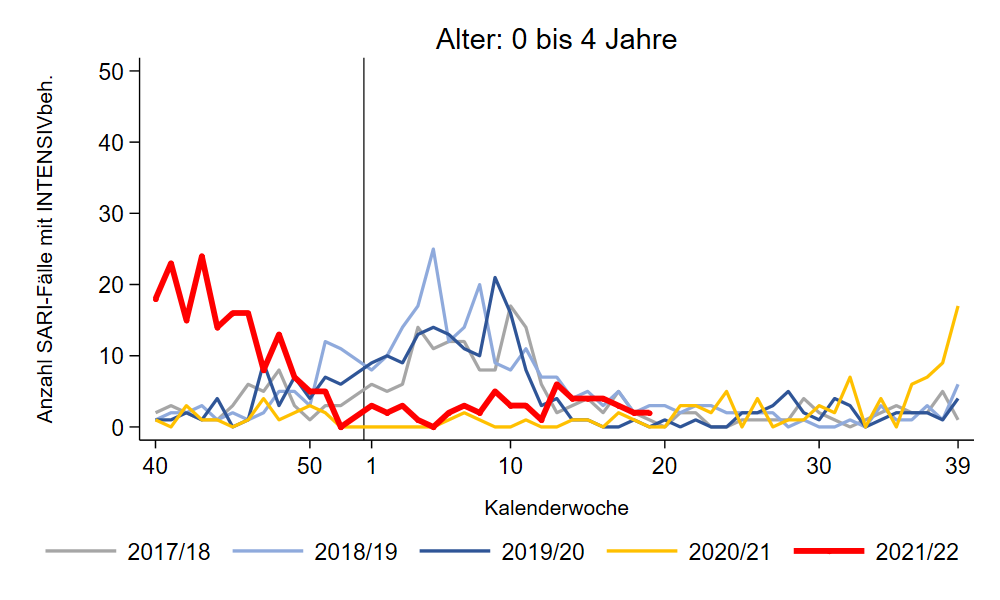 Alter: 0 bis 4 Jahre
Anzahl SARI-Fälle mit INTENSIVbeh.
50
40
30
20
10
0
40 50 1 10 20 30 39
Kalenderwoche
2017/18 2018/19 2019/20 2020/21 2021/22